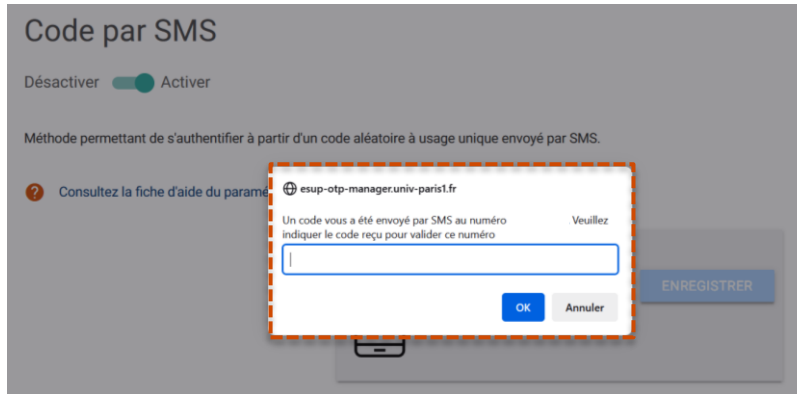 Code par SMS
Désactiver Activer
Méthode permettant de s'authentifier à partir d'un code aléatoire à usage unique envoyé par SMS.
? Consultez la fiche d'aide du paramé
esup-otp-manager.univ-paris1.fr
Un code vous a été envoyé par SMS au numéro Veuillez
indiquer le code reçu pour valider ce numéro
ENREGISTRER
OK Annuler